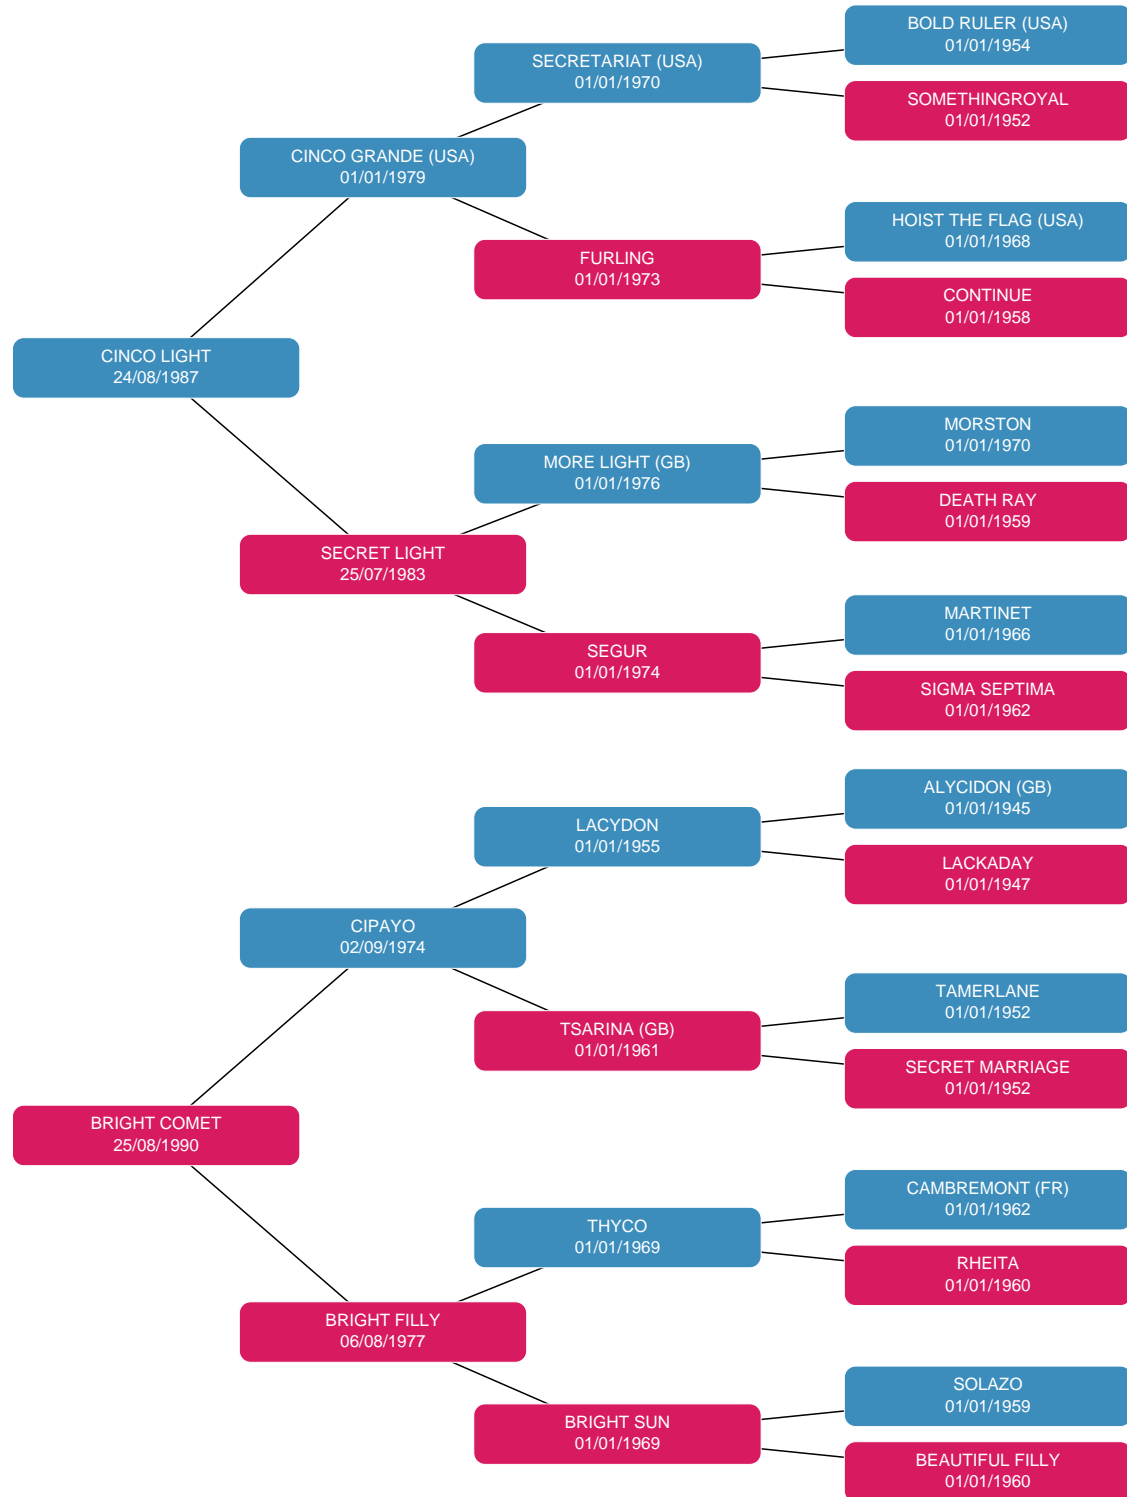 BOLD RULER (USA)
01/01/1954
SECRETARIAT (USA)
01/01/1970
SOMETHINGROYAL
01/01/1952
CINCO GRANDE (USA)
01/01/1979
HOIST THE FLAG (USA)
01/01/1968
FURLING
01/01/1973
CONTINUE
01/01/1958
CINCO LIGHT
24/08/1987
MORSTON
01/01/1970
MORE LIGHT (GB)
01/01/1976
DEATH RAY
01/01/1959
SECRET LIGHT
25/07/1983
MARTINET
01/01/1966
SEGUR
01/01/1974
SIGMA SEPTIMA
01/01/1962
ALYCIDON (GB)
01/01/1945
LACYDON
01/01/1955
LACKADAY
01/01/1947
CIPAYO
02/09/1974
TAMERLANE
01/01/1952
TSARINA (GB)
01/01/1961
SECRET MARRIAGE
01/01/1952
BRIGHT COMET
25/08/1990
CAMBREMONT (FR)
01/01/1962
THYCO
01/01/1969
RHEITA
01/01/1960
BRIGHT FILLY
06/08/1977
SOLAZO
01/01/1959
BRIGHT SUN
01/01/1969
BEAUTIFUL FILLY
01/01/1960